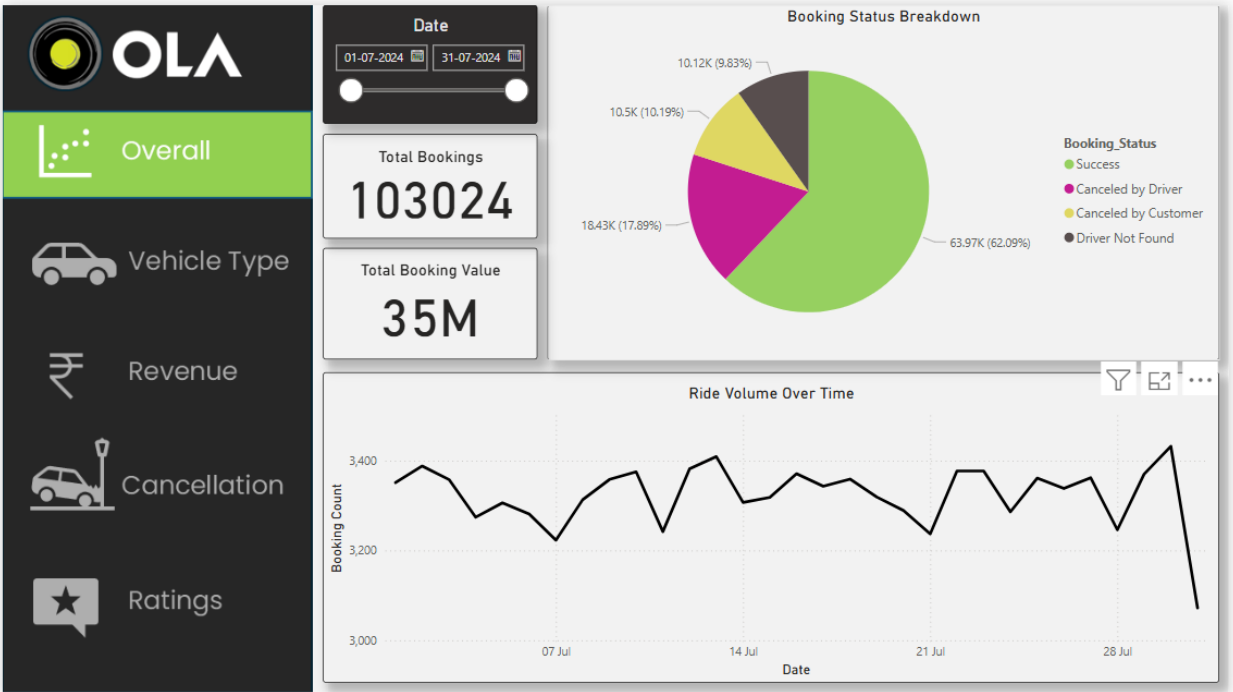 OLA
Overall
Vehicle Type
Revenue
Cancellation
Ratings
Date
01-07-2024 31-07-2024
Total Bookings
103024
Total Booking Value
35M
Booking Status Breakdown
10.12K (9.83%)
10.5K (10.19%)
18.43K (17.89%)
63.97K (62.09%)
Booking_Status
Success
Canceled by Driver
Canceled by Customer
Driver Not Found
Ride Volume Over Time
Booking Count
3,400
3,200
3,000
07 Jul 14 Jul 21 Jul 28 Jul
Date